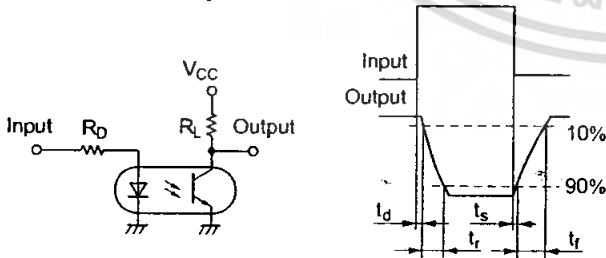 VCC
Input RD RL Output
Input
Output
10%
90%
td ts
tr tf